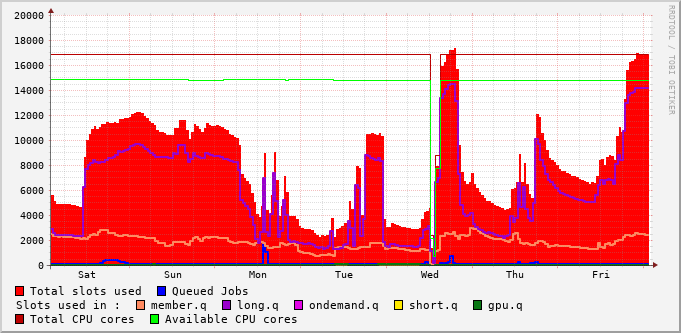 20000
18000
16000
14000
12000
10000
8000
6000
4000
2000
0
Sat Sun Mon Tue Wed Thu Fri
RRDTOOL / TOBI OETIKER
Total slots used Queued Jobs
Slots used in : member.q long.q ondemand.q short.q gpu.q
Total CPU cores Available CPU cores